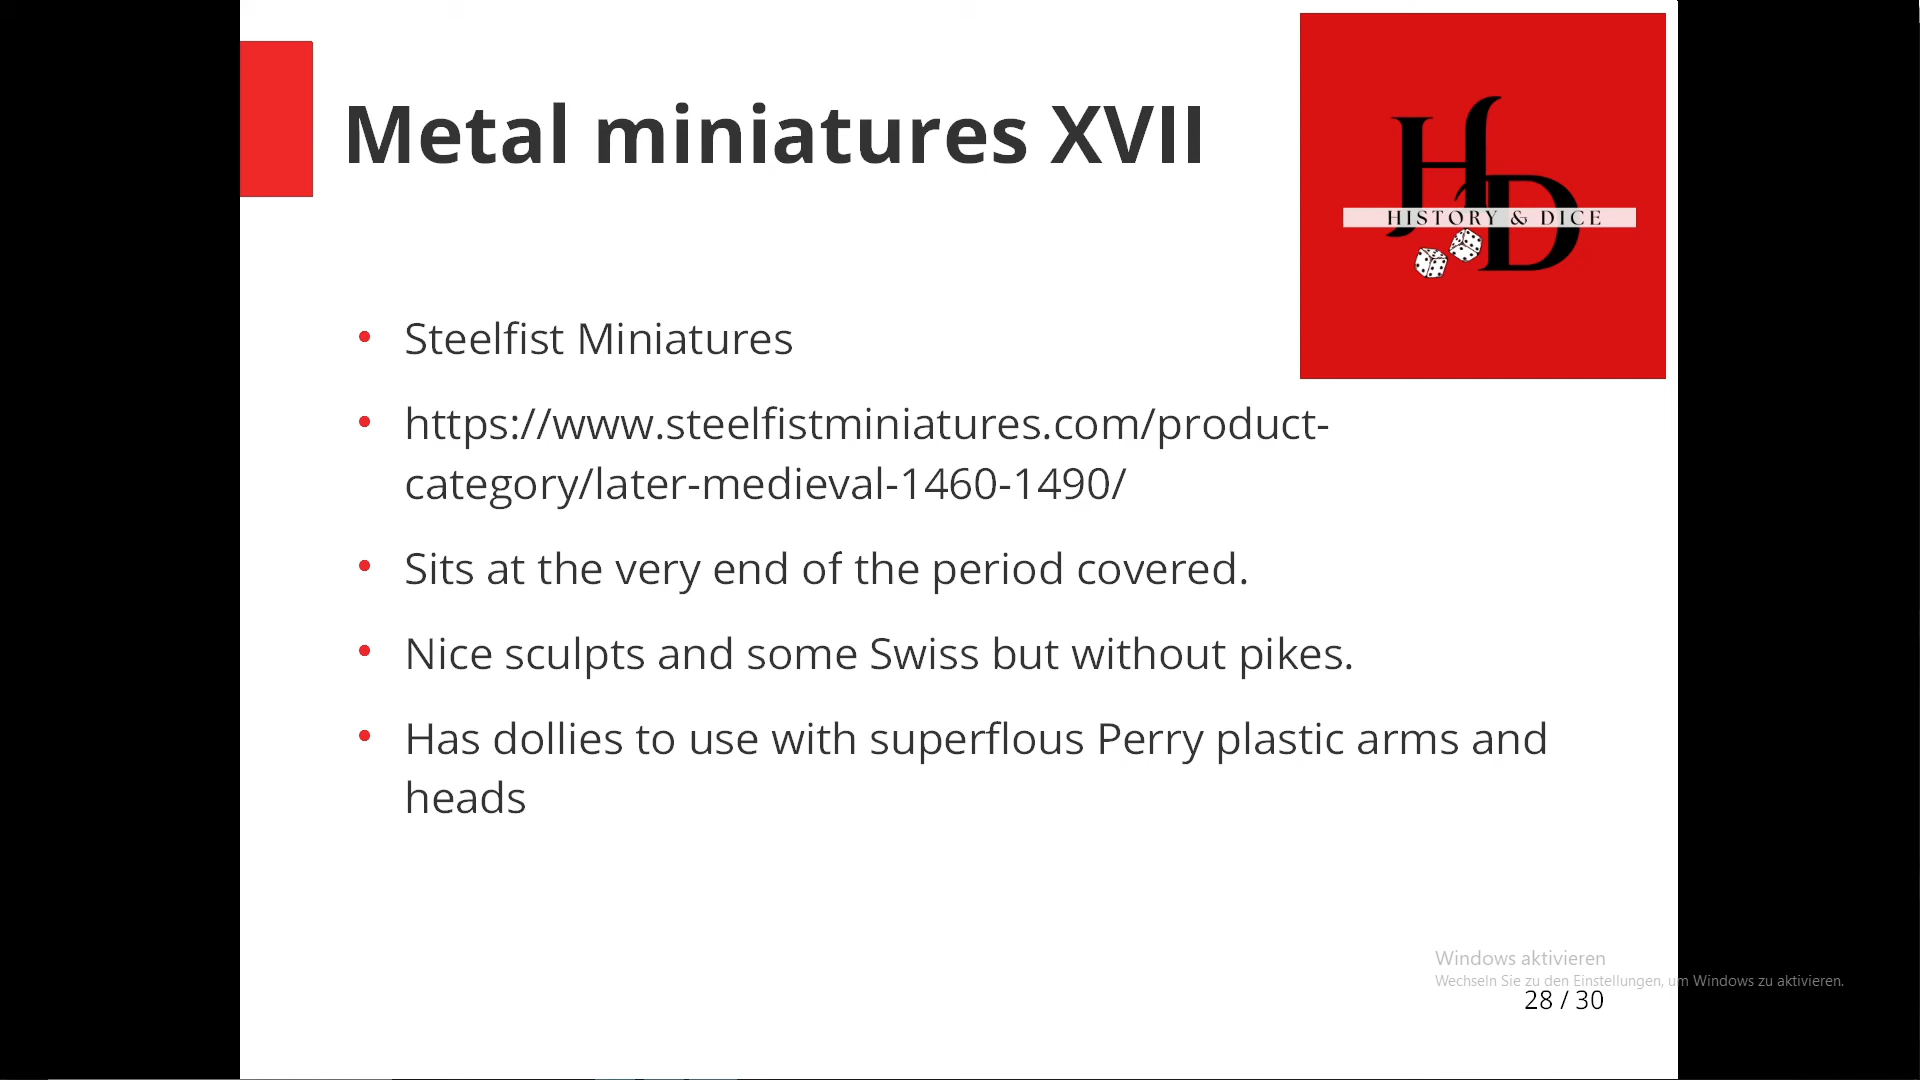 Metal miniatures XVII
HD
HISTORY & DICE
• Steelfist Miniatures
• https://www.steelfistminiatures.com/product-
category/later-medieval-1460-1490/
• Sits at the very end of the period covered.
• Nice sculpts and some Swiss but without pikes.
• Has dollies to use with superflous Perry plastic arms and
heads
Windows aktivieren
Wechseln Sie zu den Einstellungen, um Windows zu aktivieren.
28 / 30